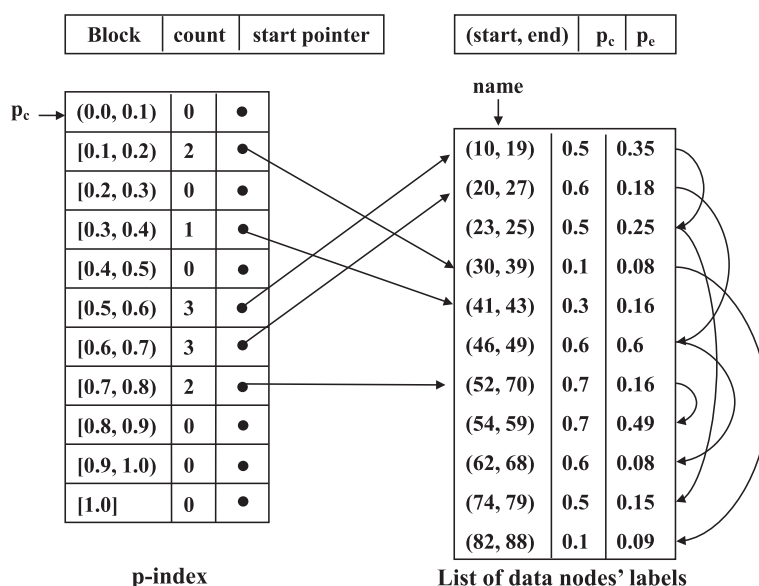 Block count start pointer
(start, end) pc pe
pc
(0.0, 0.1) 0
[0.1, 0.2) 2
[0.2, 0.3) 0
[0.3, 0.4) 1
[0.4, 0.5) 0
[0.5, 0.6) 3
[0.6, 0.7) 3
[0.7, 0.8) 2
[0.8, 0.9) 0
[0.9, 1.0) 0
[1.0] 0
p-index
name
(10, 19) 0.5 0.35
(20, 27) 0.6 0.18
(23, 25) 0.5 0.25
(30, 39) 0.1 0.08
(41, 43) 0.3 0.16
(46, 49) 0.6 0.6
(52, 70) 0.7 0.16
(54, 59) 0.7 0.49
(62, 68) 0.6 0.08
(74, 79) 0.5 0.15
(82, 88) 0.1 0.09
List of data nodes' labels